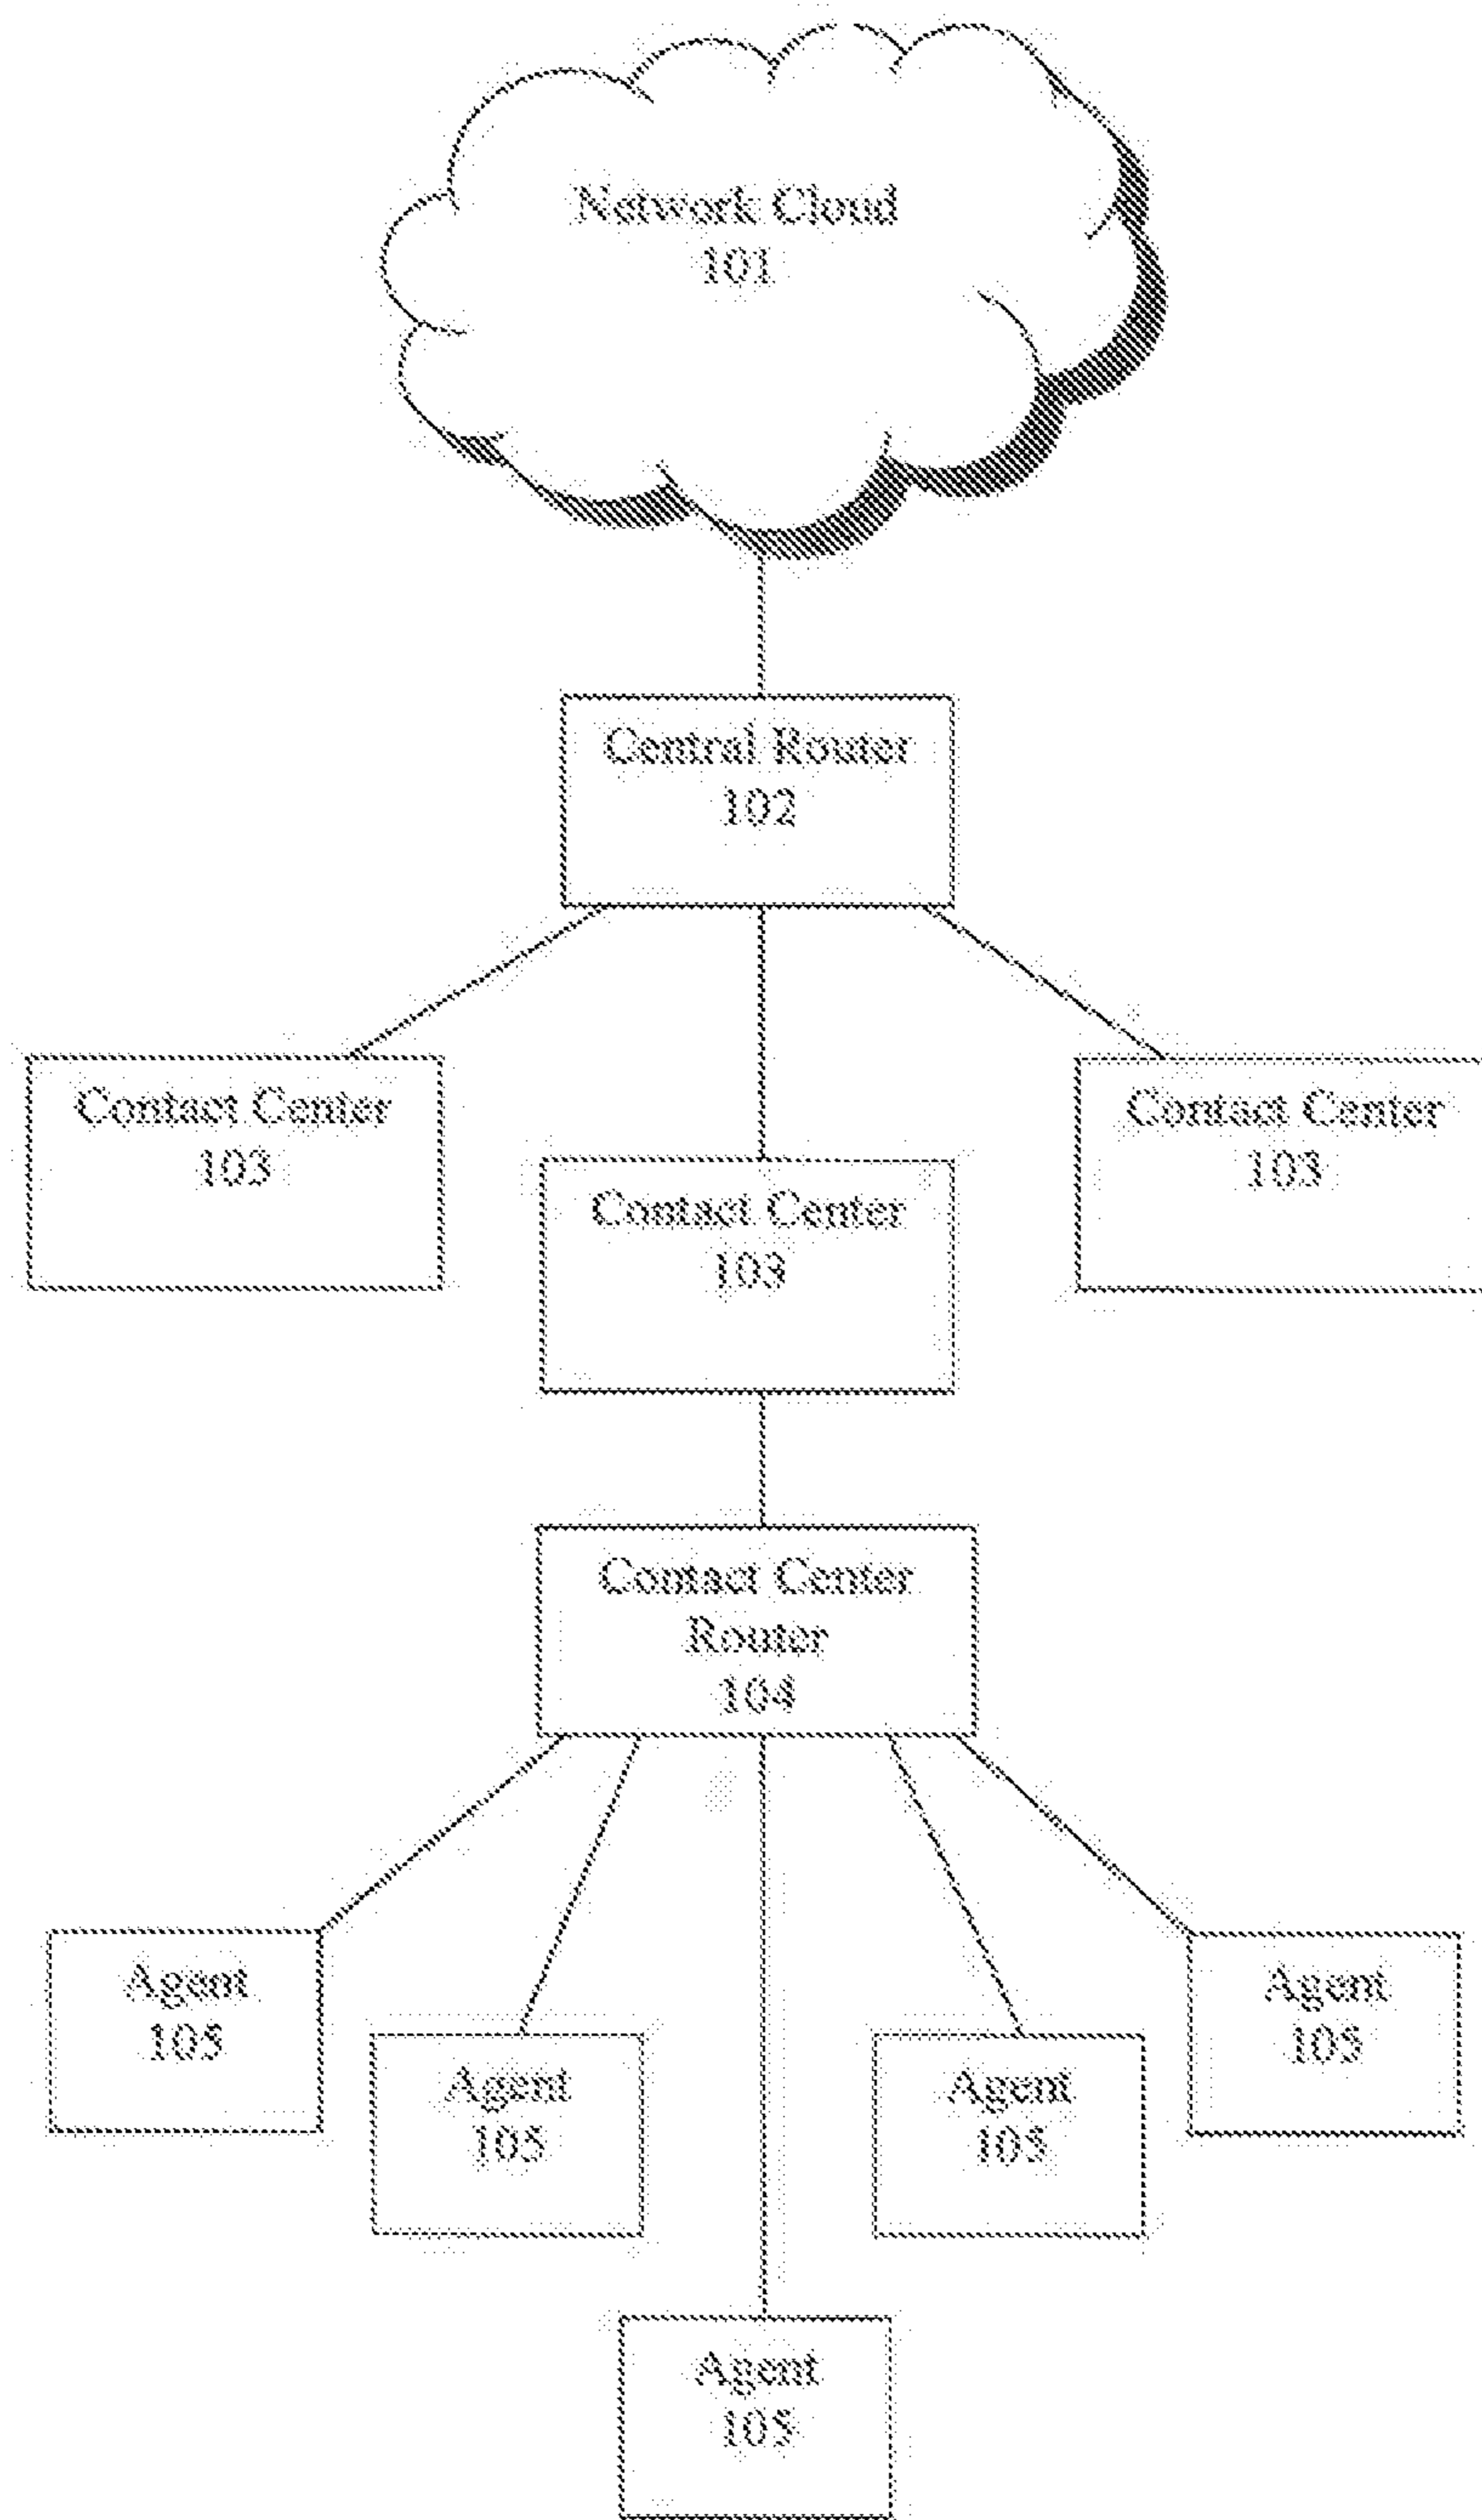 Network Cloud
101
Central Router
102
Contact Center
103
Contact Center
103
Contact Center
103
Contact Center
Router
104
Agent
105
Agent
105
Agent
105
Agent
105
Agent
105